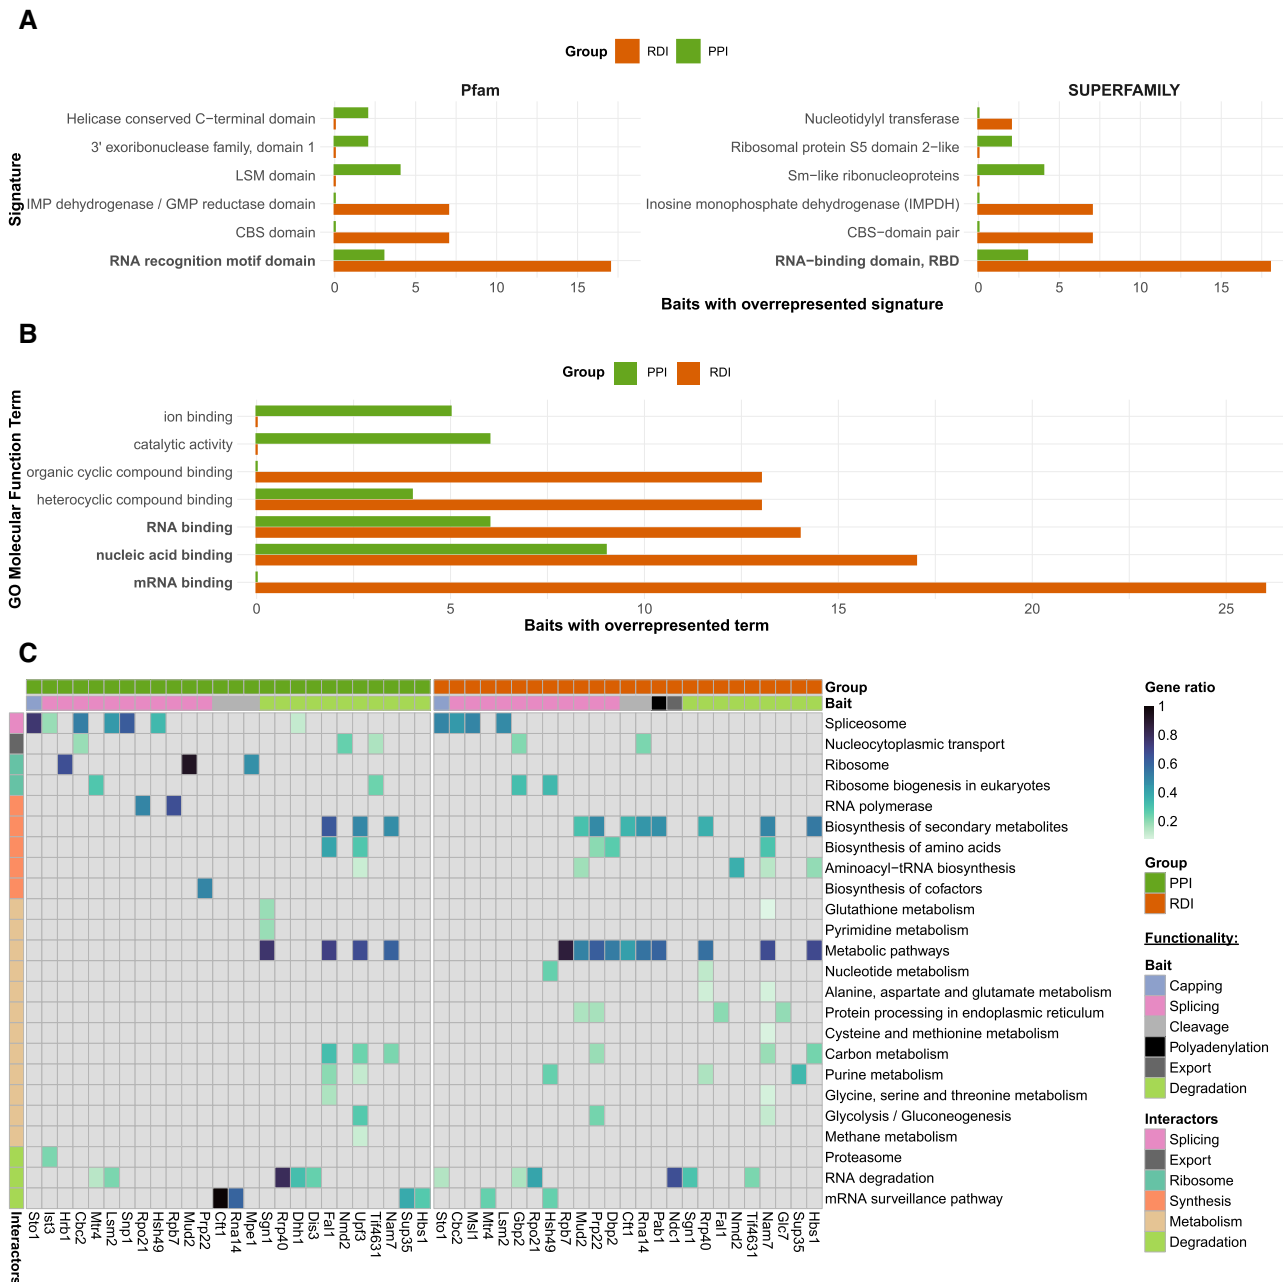 A
Group RDI PPI
Pfam
Helicase conserved C−terminal domain
3' exoribonuclease family, domain 1
LSM domain
IMP dehydrogenase / GMP reductase domain
CBS domain
RNA recognition motif domain
0 5 10 15
Signature
SUPERFAMILY
Nucleotidylyl transferase
Ribosomal protein S5 domain 2−like
Sm−like ribonucleoproteins
Inosine monophosphate dehydrogenase (IMPDH)
CBS−domain pair
RNA−binding domain, RBD
0 5 10 15
Baits with overrepresented signature
B
Group PPI RDI
GO Molecular Function Term
ion binding
catalytic activity
organic cyclic compound binding
heterocyclic compound binding
RNA binding
nucleic acid binding
mRNA binding
0 5 10 15 20 25
Baits with overrepresented term
C
Group
Bait
Spliceosome
Nucleocytoplasmic transport
Ribosome
Ribosome biogenesis in eukaryotes
RNA polymerase
Biosynthesis of secondary metabolites
Biosynthesis of amino acids
Aminoacyl−tRNA biosynthesis
Biosynthesis of cofactors
Glutathione metabolism
Pyrimidine metabolism
Metabolic pathways
Nucleotide metabolism
Alanine, aspartate and glutamate metabolism
Protein processing in endoplasmic reticulum
Cysteine and methionine metabolism
Carbon metabolism
Purine metabolism
Glycine, serine and threonine metabolism
Glycolysis / Gluconeogenesis
Methane metabolism
Proteasome
RNA degradation
mRNA surveillance pathway
Interactors
Sto1
Ist3
Hrb1
Cbc2
Mtr4
Lsm2
Snp1
Rpo21
Hsh49
Rpb7
Mud2
Prp22
Cft1
Rna14
Mpe1
Sgn1
Rrp40
Dhh1
Dis3
Fal1
Nmd2
Upf3
Tif4631
Nam7
Sup35
Hbs1
Sto1
Cbc2
Msl1
Mtr4
Lsm2
Gbp2
Rpo21
Hsh49
Rpb7
Mud2
Prp22
Dbp2
Cft1
Rna14
Pab1
Ndc1
Sgn1
Rrp40
Fal1
Nmd2
Tif4631
Nam7
Glc7
Sup35
Hbs1
Gene ratio
1
0.8
0.6
0.4
0.2
Group
PPI
RDI
Functionality:
Bait
Capping
Splicing
Cleavage
Polyadenylation
Export
Degradation
Interactors
Splicing
Export
Ribosome
Synthesis
Metabolism
Degradation